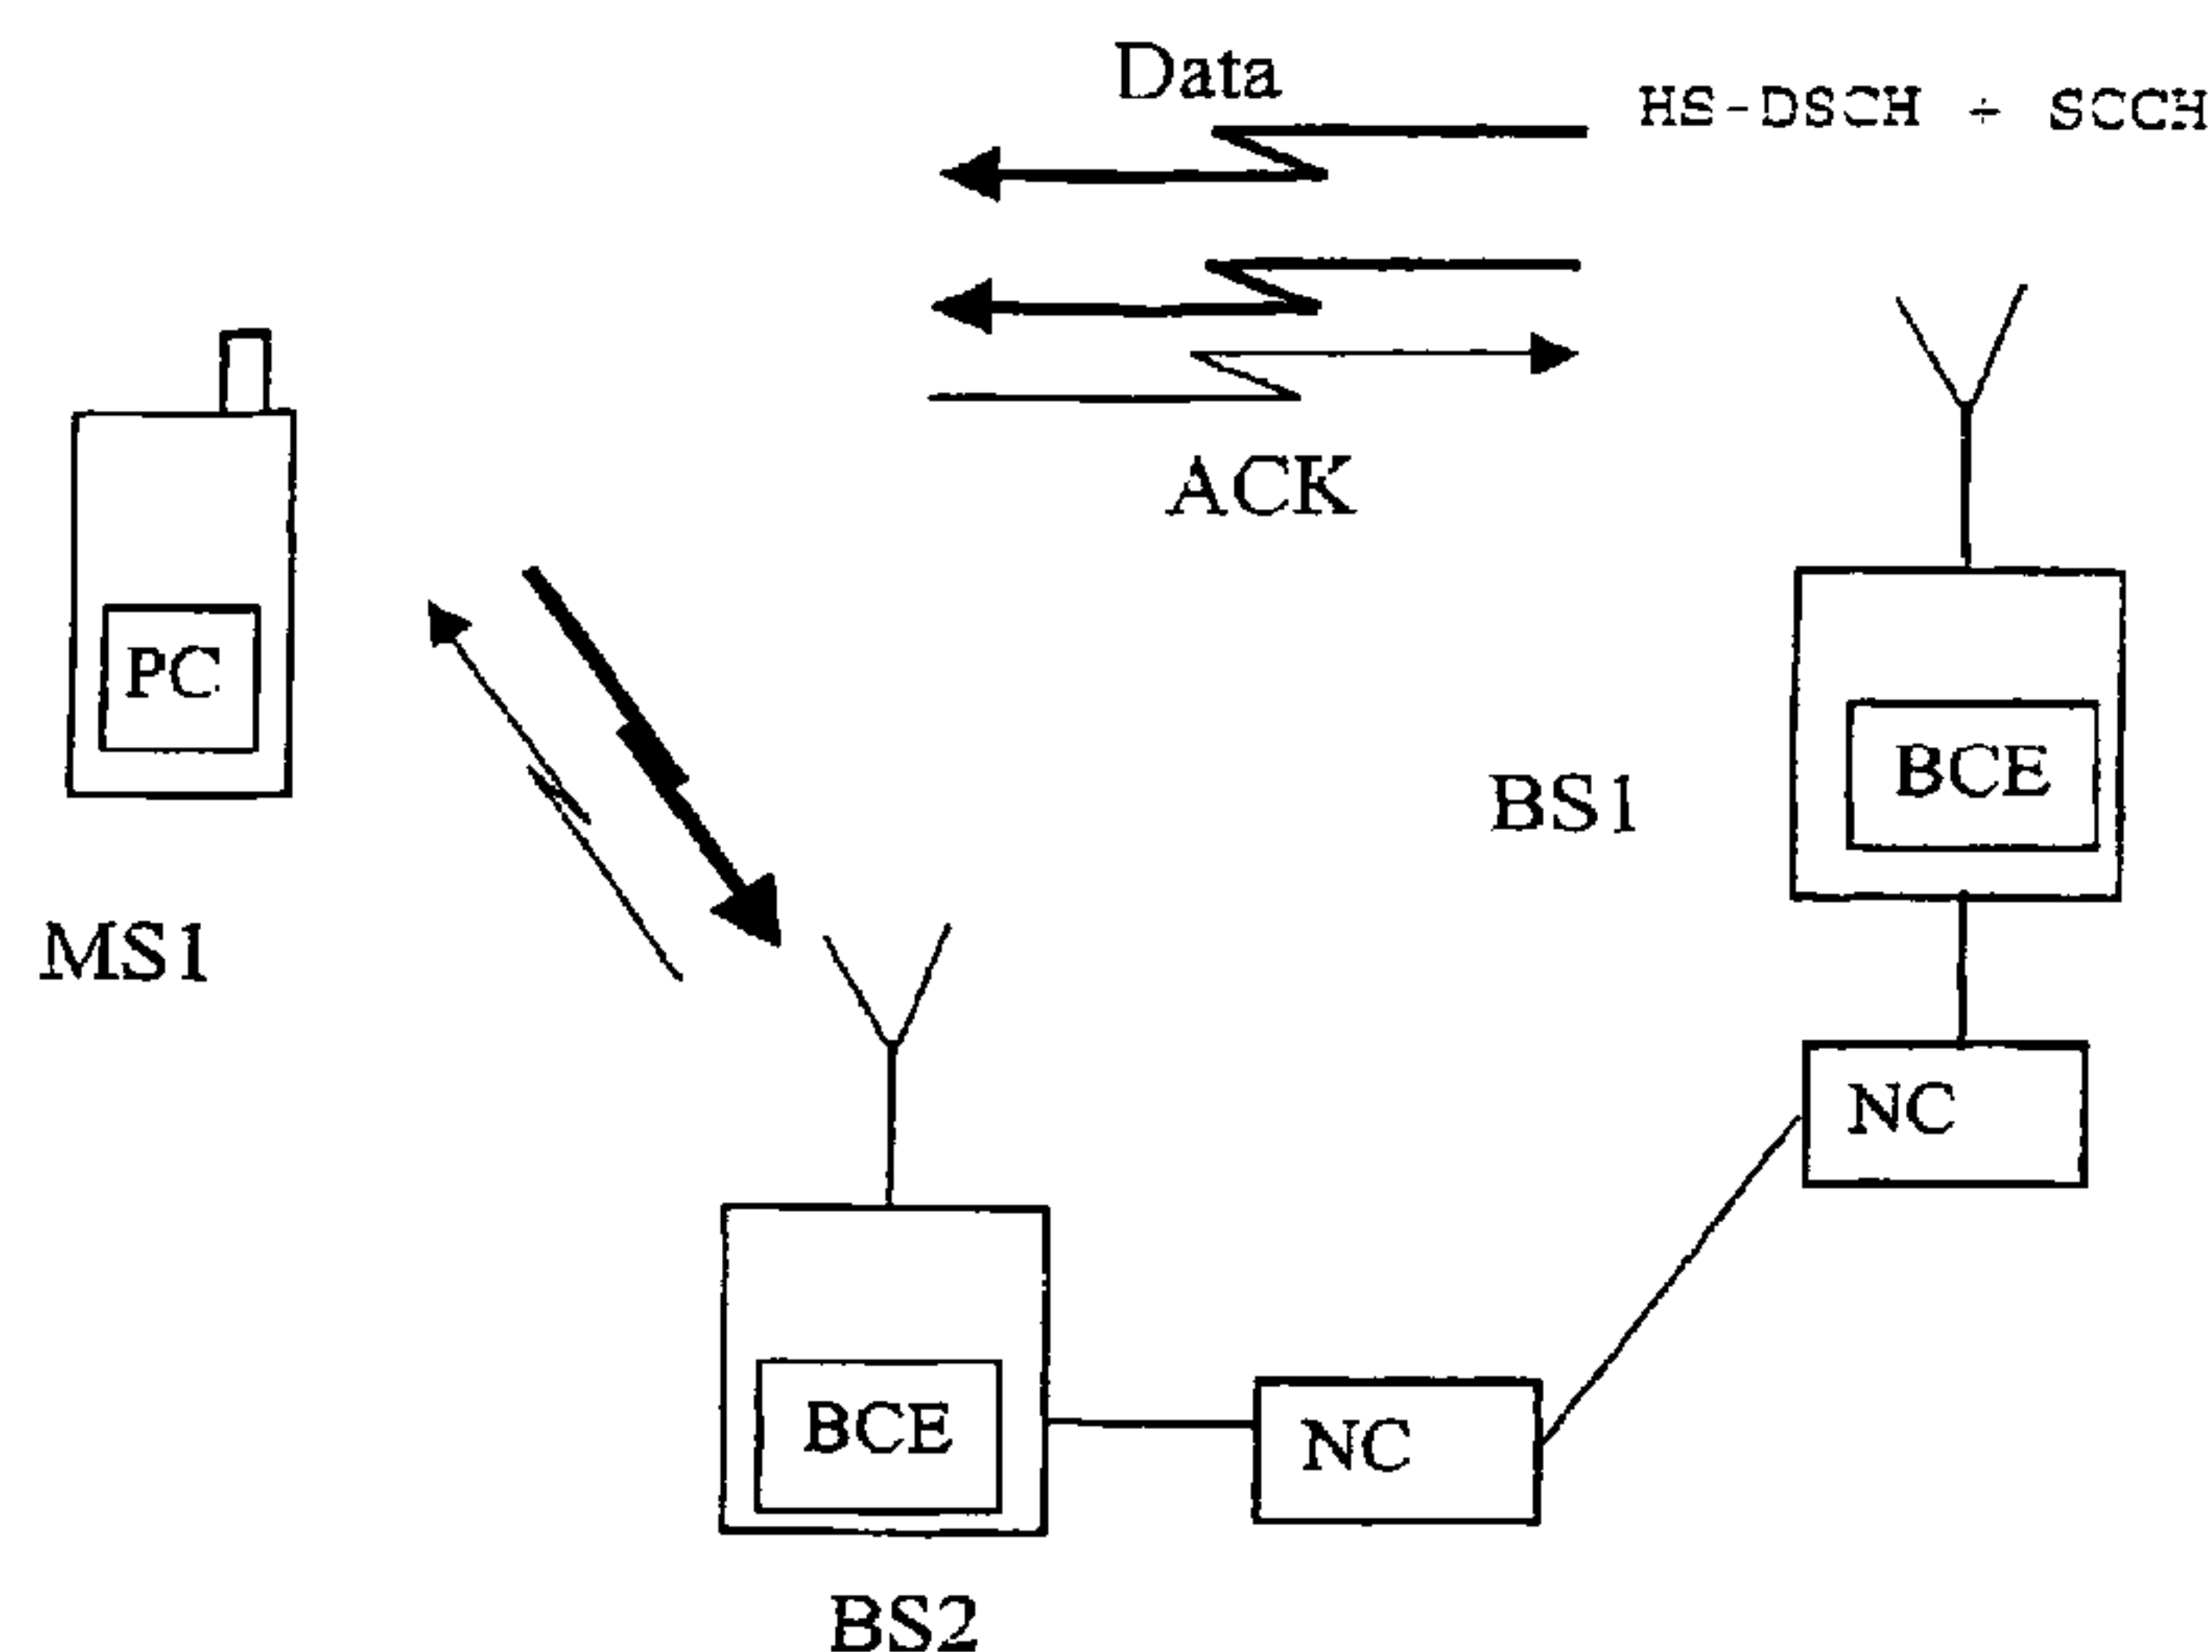 Data
HS-DSCH + SCCH
ACK
PC
BCE
BS1
MS1
NC
BCE
NC
BS2